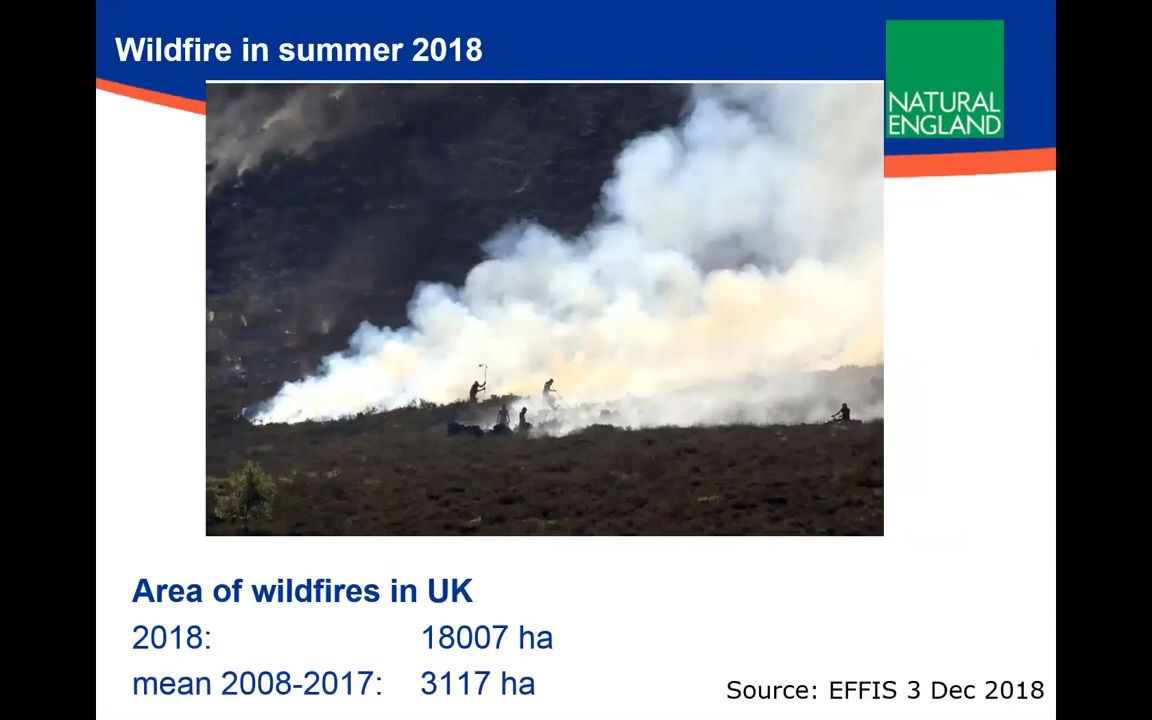 Wildfire in summer 2018
NATURAL
ENGLAND
Area of wildfires in UK
2018: 18007 ha
mean 2008-2017: 3117 ha
Source: EFFIS 3 Dec 2018